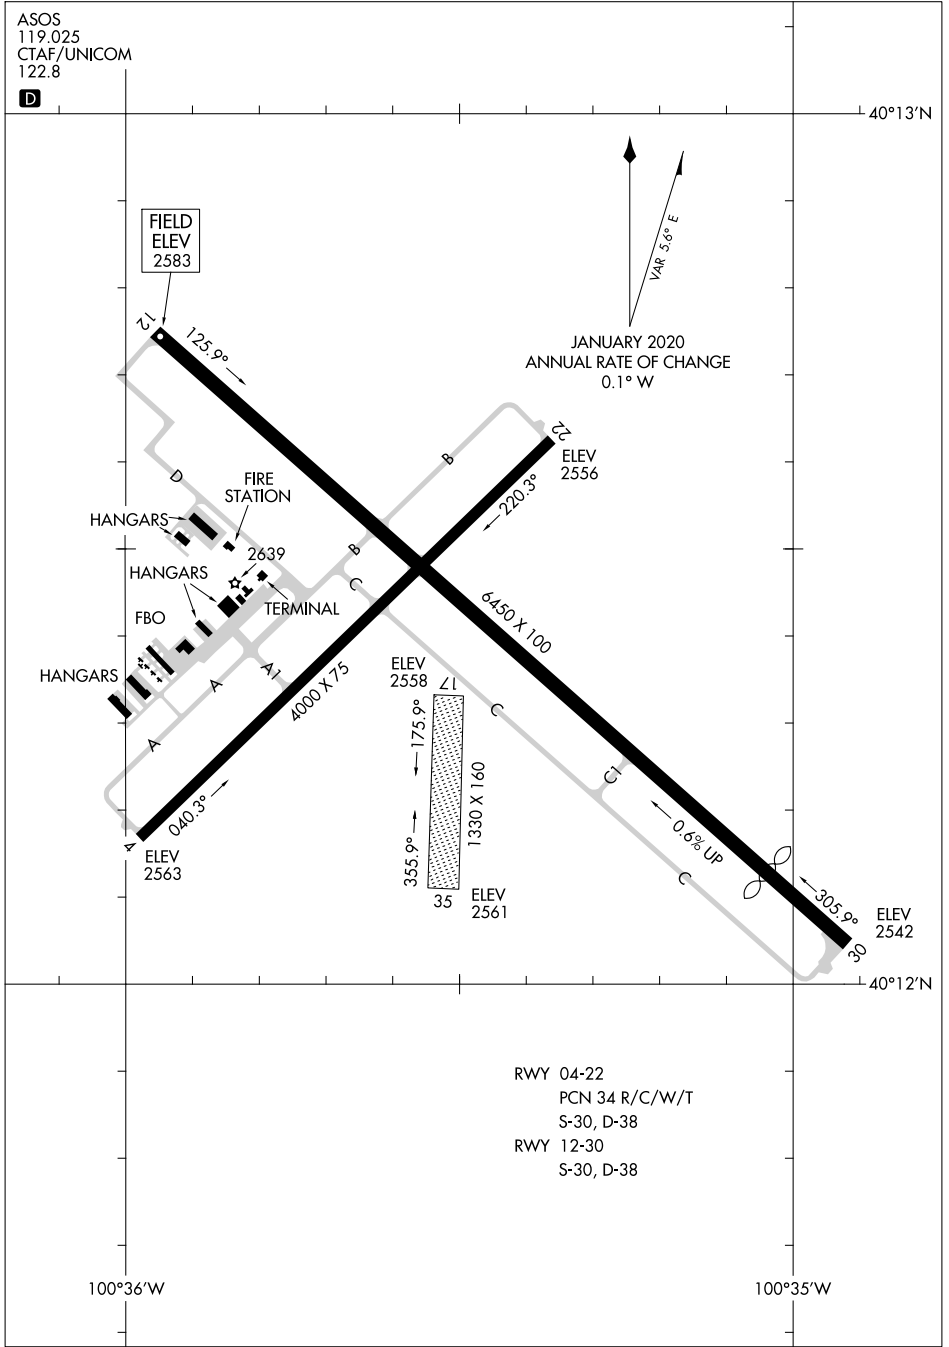 ASOS
119.025
CTAF/UNICOM
122.8
D
40°13'N
FIELD
ELEV
2583
VAR 5.6° E
JANUARY 2020
ANNUAL RATE OF CHANGE
0.1° W
12
125.9°
22
ELEV
2556
220.3°
B
D
FIRE
STATION
HANGARS
B
2639
HANGARS
C
TERMINAL
FBO
6450 X 100
HANGARS
A1
A
4000 X 75
ELEV
2558
17
175.9°
C
A
1330 X 160
C1
040.3°
355.9°
0.6% UP
4
ELEV
2563
35
ELEV
2561
C
305.9°
ELEV
2542
30
40°12'N
RWY 04-22
PCN 34 R/C/W/T
S-30, D-38
RWY 12-30
S-30, D-38
100°36'W
100°35'W